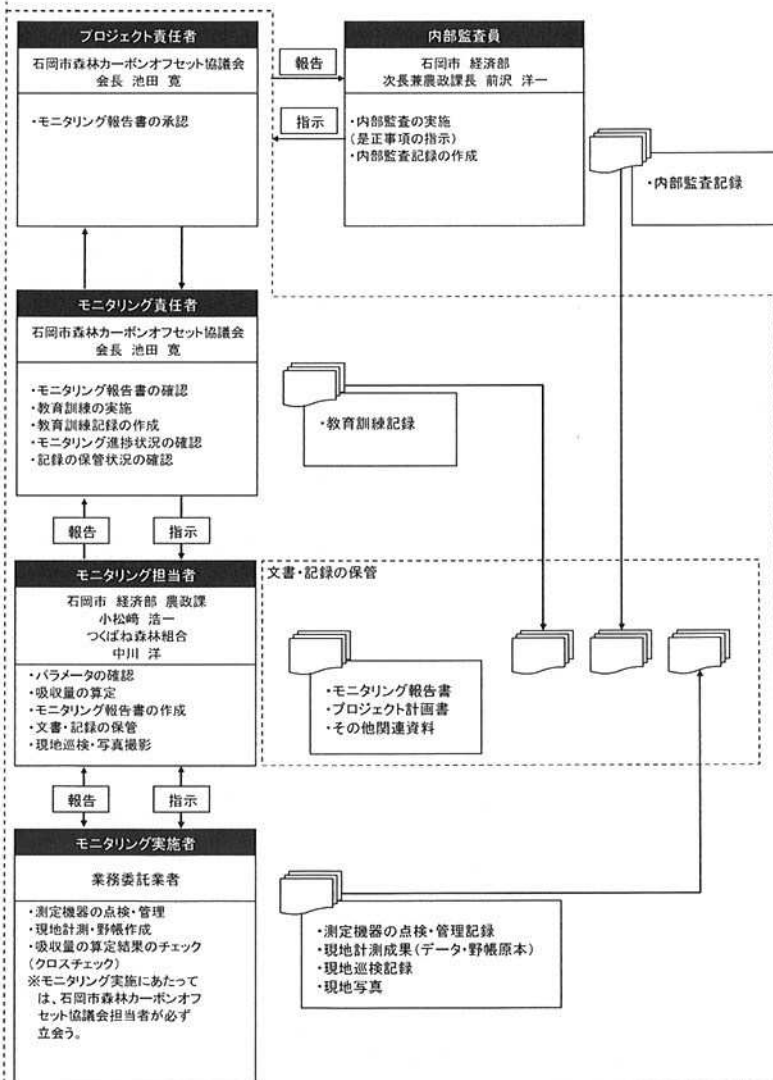 プロジェクト責任者
石岡市森林カーボンオフセット協議会
会長 池田 寛
・モニタリング報告書の承認
報告
指示
内部監査員
石岡市 経済部
次長兼農政課長 前沢 洋一
・内部監査の実施
(是正事項の指示)
・内部監査記録の作成
・内部監査記録
モニタリング責任者
石岡市森林カーボンオフセット協議会
会長 池田 寛
・モニタリング報告書の確認
・教育訓練の実施
・教育訓練記録の作成
・モニタリング進捗状況の確認
・記録の保管状況の確認
・教育訓練記録
報告
指示
モニタリング担当者
石岡市 経済部 農政課
小松﨑 浩一
つくばね森林組合
中川 洋
・パラメータの確認
・吸収量の算定
・モニタリング報告書の作成
・文書・記録の保管
・現地巡検・写真撮影
文書・記録の保管
・モニタリング報告書
・プロジェクト計画書
・その他関連資料
報告
指示
モニタリング実施者
業務委託業者
・測定機器の点検・管理
・現地計測・野帳作成
・吸収量の算定結果のチェック
(クロスチェック)
※モニタリング実施にあたって
は、石岡市森林カーボンオフ
セット協議会担当者が必ず
立会う。
・測定機器の点検・管理記録
・現地計測成果(データ・野帳原本)
・現地巡検記録
・現地写真